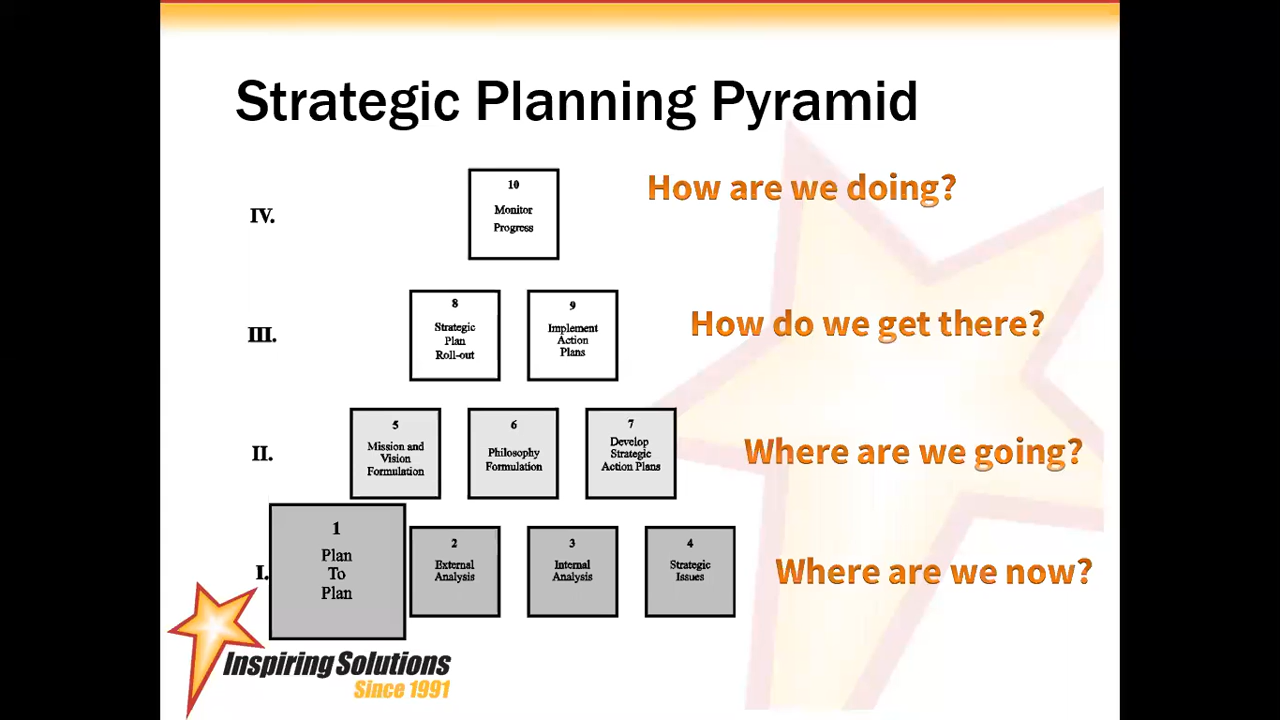 Strategic Planning Pyramid
IV.
10
Monitor
Progress
How are we doing?
III.
8
Strategic
Plan
Roll-out
9
Implement
Action
Plans
How do we get there?
II.
5
Mission and
Vision
Formulation
6
Philosophy
Formulation
7
Develop
Strategic
Action Plans
Where are we going?
I.
1
Plan
To
Plan
2
External
Analysis
3
Internal
Analysis
4
Strategic
Issues
Where are we now?
Inspiring Solutions
Since 1991